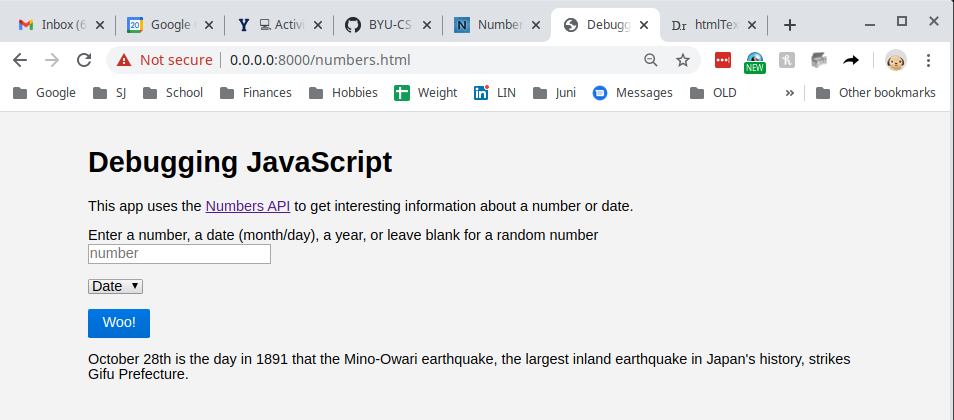 Inbox (6
Google
Activi
BYU-CS
Number
Debugg
D.r htmlTex
Not secure
0.0.0.0:8000/numbers.html
NEW
Google
SJ
School
Finances
Hobbies
Weight
LIN
Juni
Messages
OLD
»
Other bookmarks
Debugging JavaScript
This app uses the Numbers API to get interesting information about a number or date.
Enter a number, a date (month/day), a year, or leave blank for a random number
number
Date
Woo!
October 28th is the day in 1891 that the Mino-Owari earthquake, the largest inland earthquake in Japan's history, strikes
Gifu Prefecture.